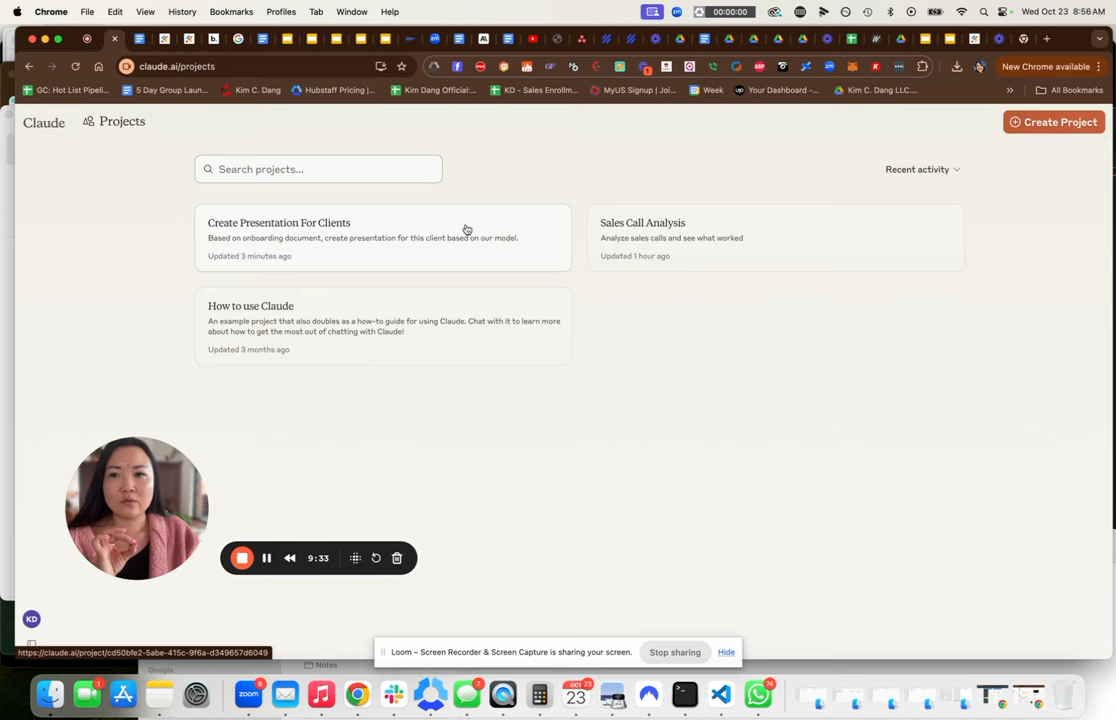 Chrome File Edit View History Bookmarks Profiles Tab Window Help 00:00:00 Wed Oct 23 8:56 AM
claude.ai/projects New Chrome available
GC: Hot List Pipeli... 5 Day Group Laun... Kim C. Dang Hubstaff Pricing |... Kim Dang Official:... KD - Sales Enrollm... MyUS Signup | Joi... Week Your Dashboard -... Kim C. Dang LLC.... » All Bookmarks
Claude Projects Create Project
Search projects... Recent activity
Create Presentation For Clients
Based on onboarding document, create presentation for this client based on our model.
Updated 3 minutes ago
Sales Call Analysis
Analyze sales calls and see what worked
Updated 1 hour ago
How to use Claude
An example project that also doubles as a how-to guide for using Claude. Chat with it to learn more
about how to get the most out of chatting with Claude!
Updated 3 months ago
9:33
KD
https://claude.ai/project/cd50bfe2-5abe-415c-9f6a-d349657d6049
Loom – Screen Recorder & Screen Capture is sharing your screen. Stop sharing Hide
Google
Notes
OCT
23